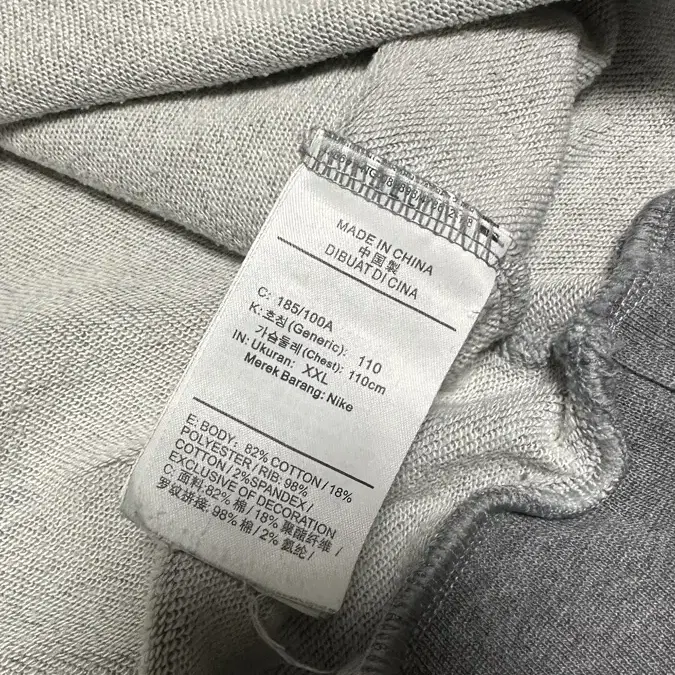 MADE IN CHINA
中国製
DIBUAT DI CINA
C: 185/100A
K: 호칭 (Generic): 110
가슴둘레 (Chest): 110cm
IN: Ukuran: XXL
Merek Barang: Nike
E: BODY: 82% COTTON / 18%
POLYESTER / RIB: 98%
COTTON / 2%SPANDEX /
EXCLUSIVE OF DECORATION
C: 面料:82% 棉 / 18% 聚酯纤维 /
罗纹拼接: 98% 棉 / 2% 氨纶 /